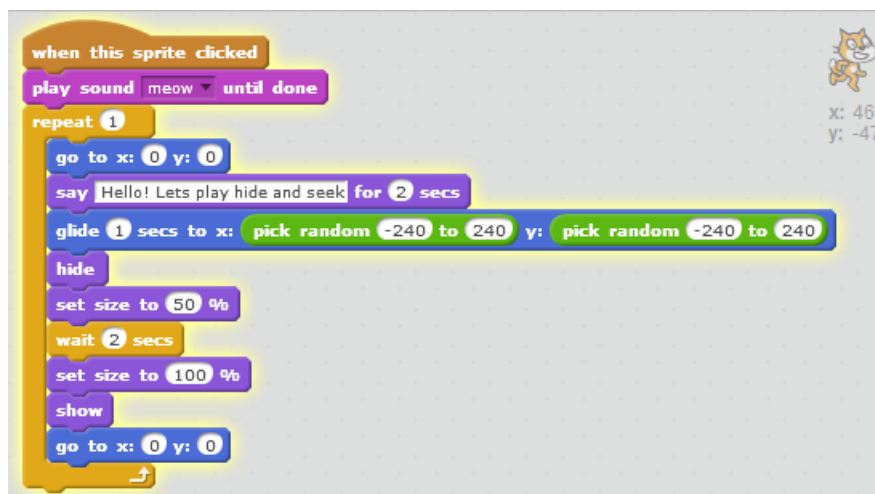 when this sprite clicked
play sound meow until done
repeat 1
go to x: 0 y: 0
say Hello! Lets play hide and seek for 2 secs
glide 1 secs to x: pick random -240 to 240 y: pick random -240 to 240
hide
set size to 50 %
wait 2 secs
set size to 100 %
show
go to x: 0 y: 0
x: 46
y: -47